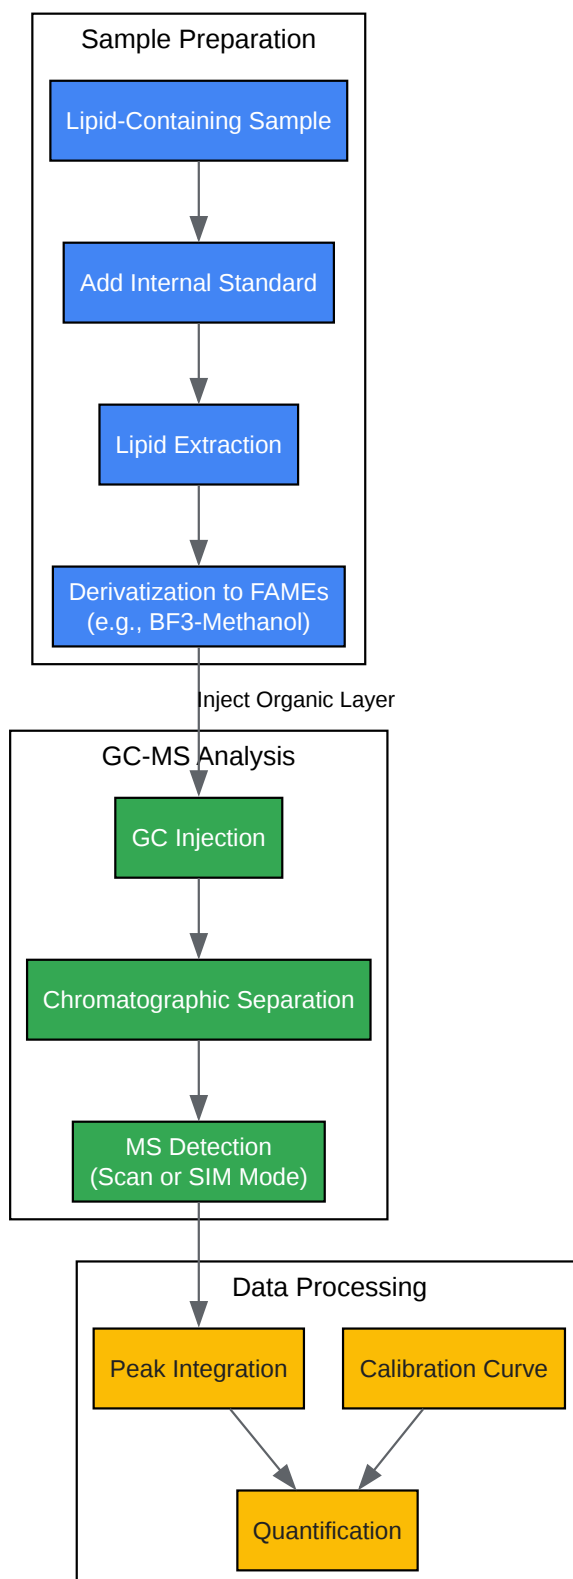 Sample Preparation
Lipid-Containing Sample
Add Internal Standard
Lipid Extraction
Derivatization to FAMEs
(e.g., BF3-Methanol)
Inject Organic Layer
GC-MS Analysis
GC Injection
Chromatographic Separation
MS Detection
(Scan or SIM Mode)
Data Processing
Peak Integration
Calibration Curve
Quantification